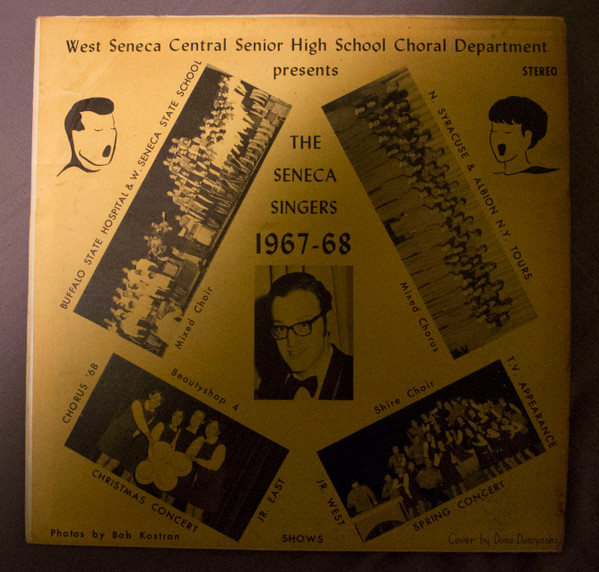 West Seneca Central Senior High School Choral Department
presents
STEREO
BUFFALO STATE HOSPITAL & W. SENECA STATE SCHOOL
Mixed Choir
THE
SENECA
SINGERS
1967-68
N. SYRACUSE & ALBION N.Y. TOURS
Mixed Chorus
CHORUS '68
Beautyshop 4
CHRISTMAS CONCERT
JR. EAST
Shire Choir
T.V. APPEARANCE
JR. WEST
SPRING CONCERT
Photos by Bob Kostran
SHOWS
Cover by